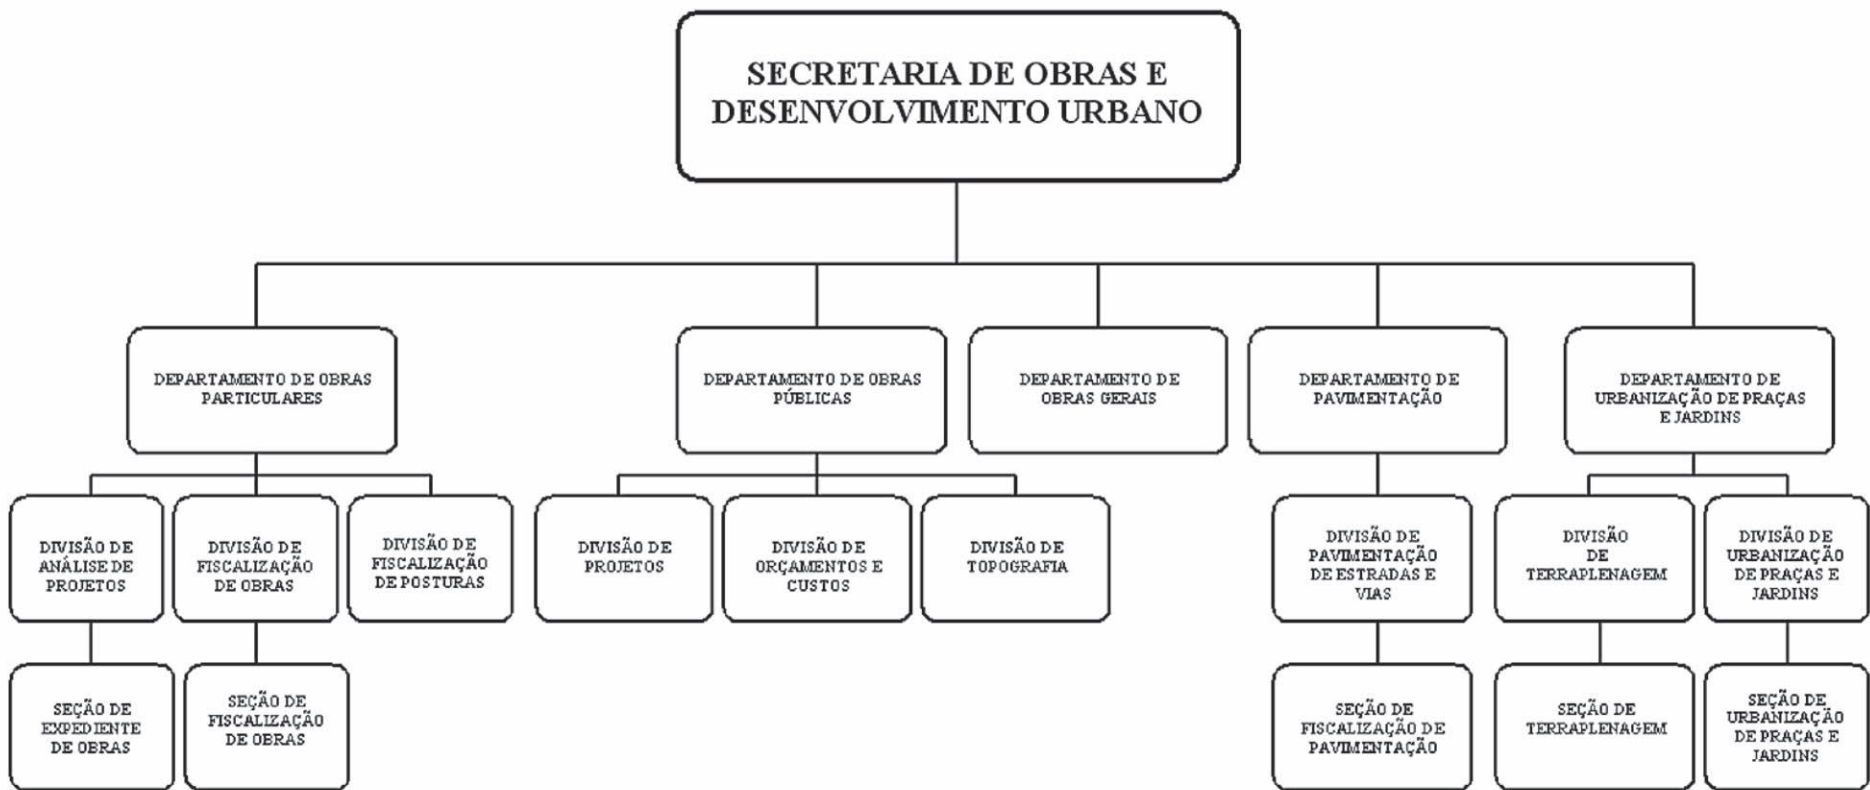 SECRETARIA DE OBRAS E
DESENVOLVIMENTO URBANO
DEPARTAMENTO DE OBRAS
PARTICULARES
DEPARTAMENTO DE OBRAS
PÚBLICAS
DEPARTAMENTO DE
OBRAS GERAIS
DEPARTAMENTO DE
PAVIMENTAÇÃO
DEPARTAMENTO DE
URBANIZAÇÃO DE PRAÇAS
E JARDINS
DIVISÃO DE
ANÁLISE DE
PROJETOS
DIVISÃO DE
FISCALIZAÇÃO
DE OBRAS
DIVISÃO DE
FISCALIZAÇÃO
DE POSTURAS
DIVISÃO DE
PROJETOS
DIVISÃO DE
ORÇAMENTOS E
CUSTOS
DIVISÃO DE
TOPOGRAFIA
DIVISÃO DE
PAVIMENTAÇÃO
DE ESTRADAS E
VIAS
DIVISÃO
DE
TERRAPLENAGEM
DIVISÃO DE
URBANIZAÇÃO
DE PRAÇAS E
JARDINS
SEÇÃO DE
EXPEDIENTE
DE OBRAS
SEÇÃO DE
FISCALIZAÇÃO
DE OBRAS
SEÇÃO DE
FISCALIZAÇÃO DE
PAVIMENTAÇÃO
SEÇÃO DE
TERRAPLENAGEM
SEÇÃO DE
URBANIZAÇÃO
DE PRAÇAS E
JARDINS